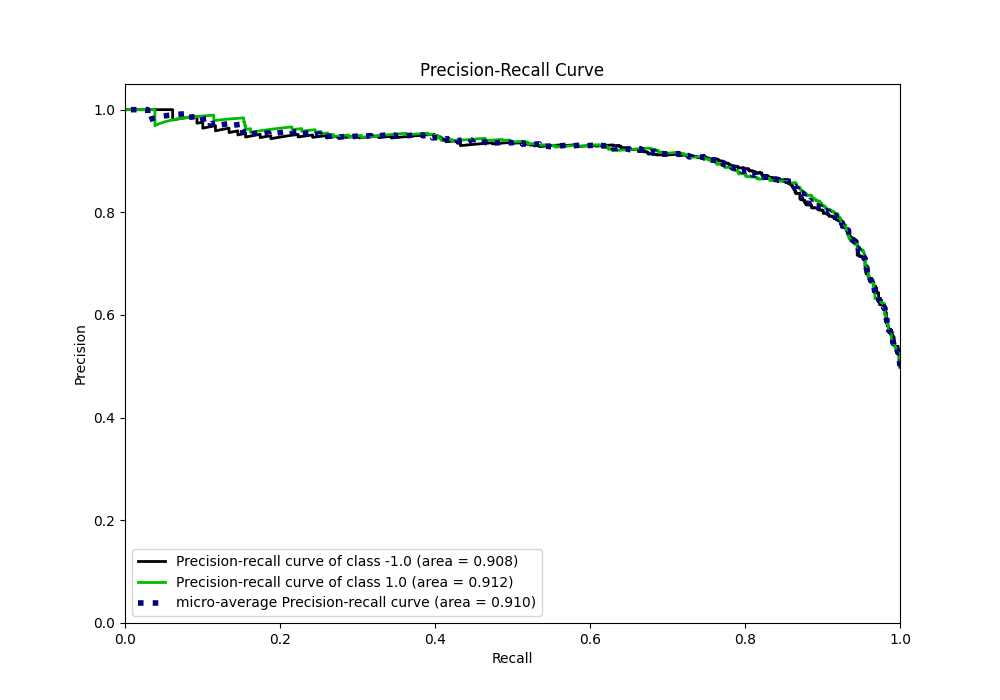 Precision-Recall Curve
Precision
1.0
0.8
0.6
0.4
0.2
0.0
Precision-recall curve of class -1.0 (area = 0.908)
Precision-recall curve of class 1.0 (area = 0.912)
micro-average Precision-recall curve (area = 0.910)
0.0 0.2 0.4 0.6 0.8 1.0
Recall